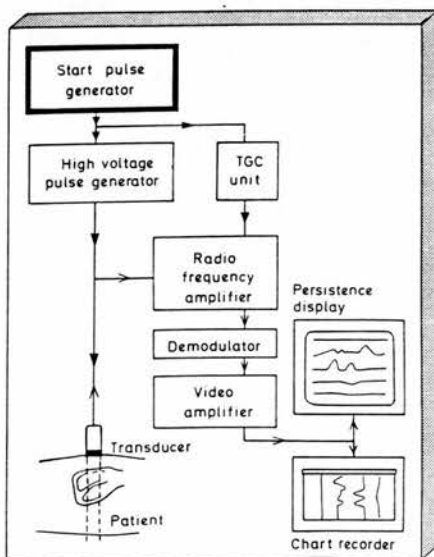 Start pulse
generator
High voltage
pulse generator
TGC
unit
Radio
frequency
amplifier
Persistence
display
Demodulator
Video
amplifier
Transducer
Patient
Chart recorder